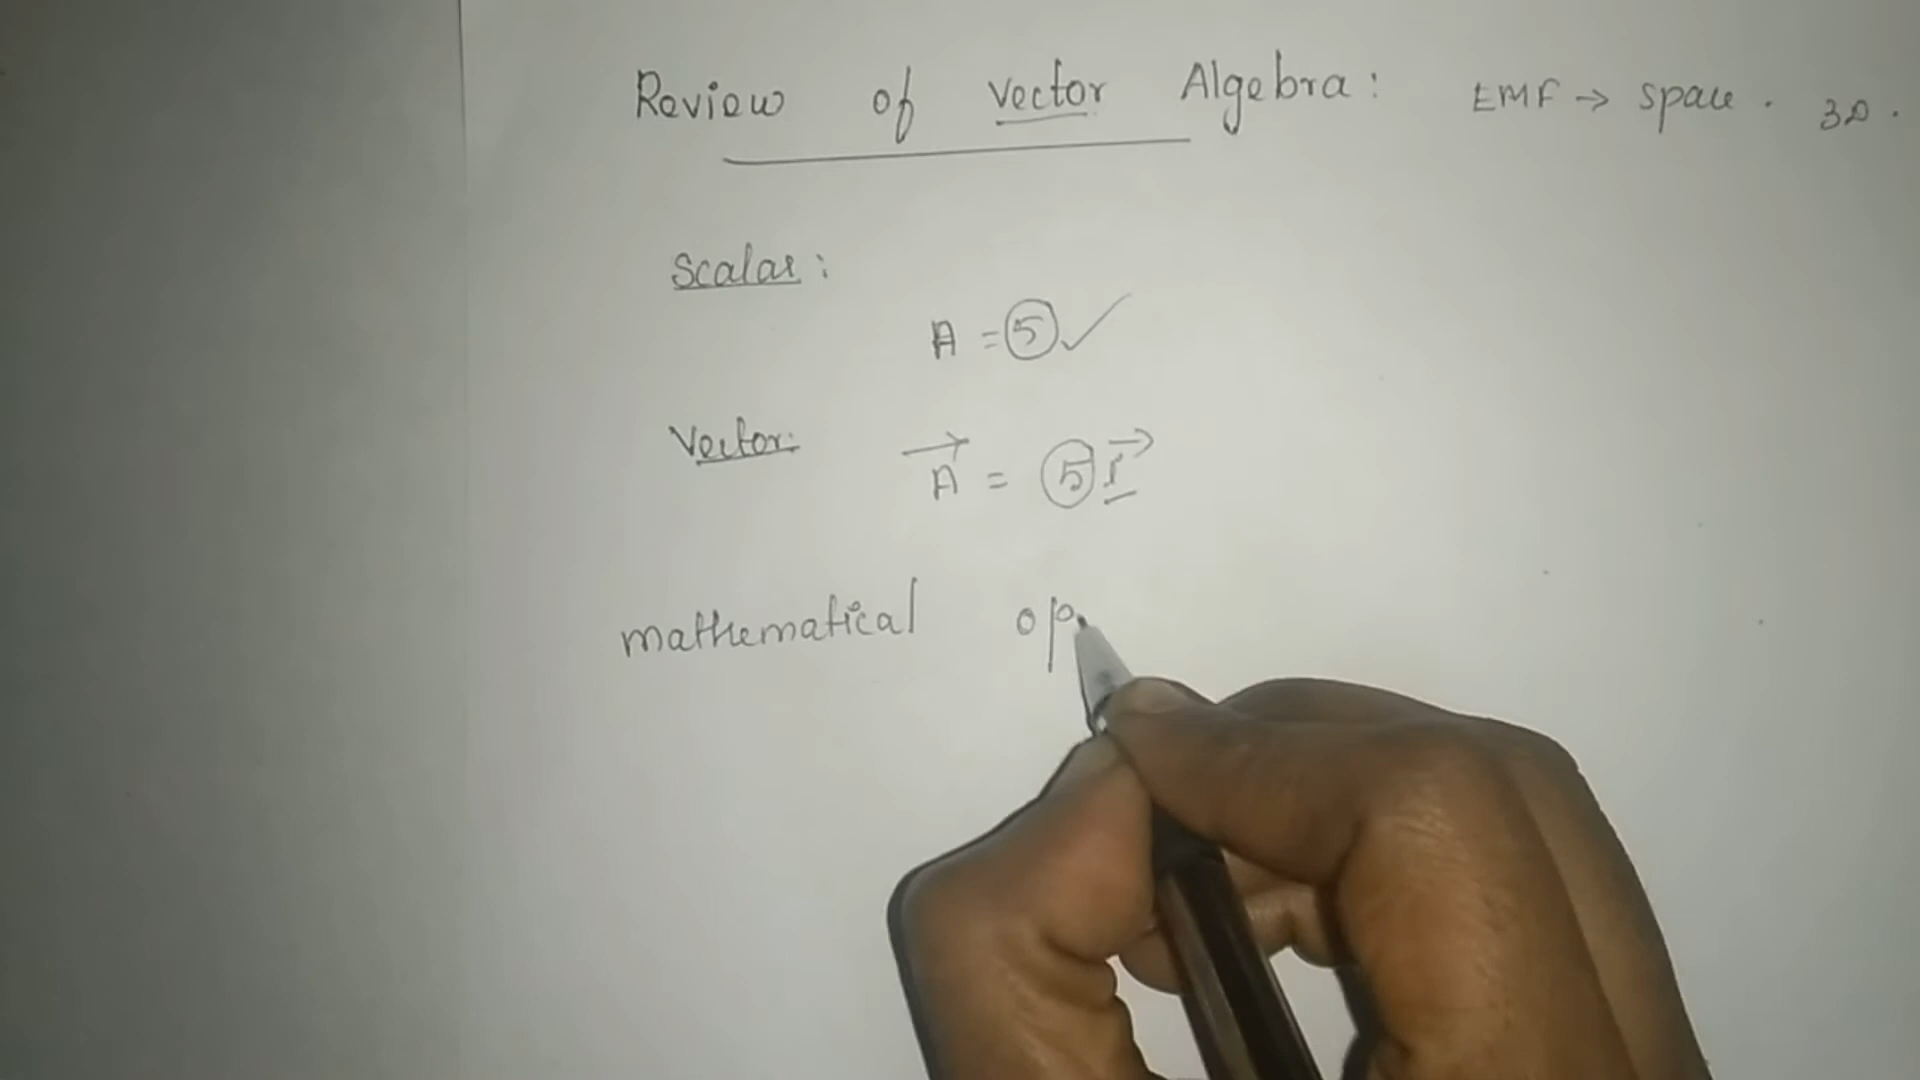 Review of Vector Algebra: EMF → space. 3D.
Scalar:
A = 5 ✓
Vector: A⃗ = 5 i⃗
mathematical op